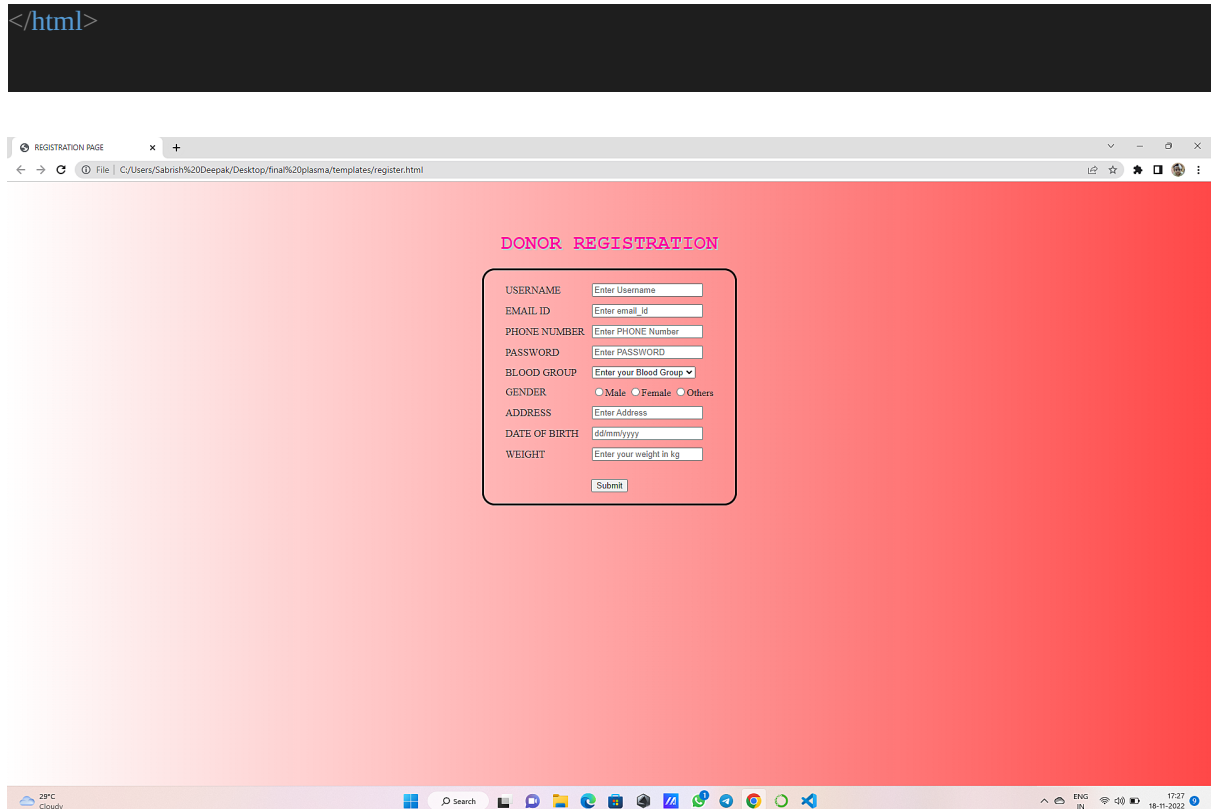 </html>
REGISTRATION PAGE
File | C:/Users/Sabrish%20Deepak/Desktop/final%20plasma/templates/register.html
DONOR REGISTRATION
USERNAME Enter Username
EMAIL ID Enter email_id
PHONE NUMBER Enter PHONE Number
PASSWORD Enter PASSWORD
BLOOD GROUP Enter your Blood Group
GENDER Male Female Others
ADDRESS Enter Address
DATE OF BIRTH dd/mm/yyyy
WEIGHT Enter your weight in kg
Submit
29°C
Cloudy
Search
1
ENG
IN
17:27
18-11-2022
9